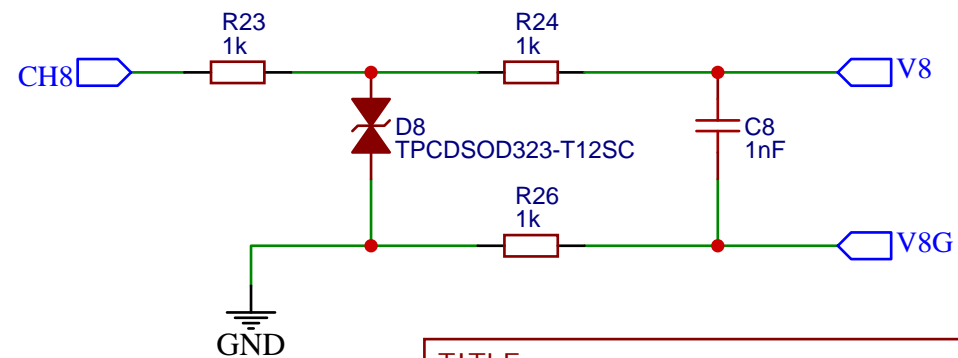 R23
1k
R24
1k
CH8
V8
D8
TPCDSOD323-T12SC
C8
1nF
R26
1k
V8G
GND